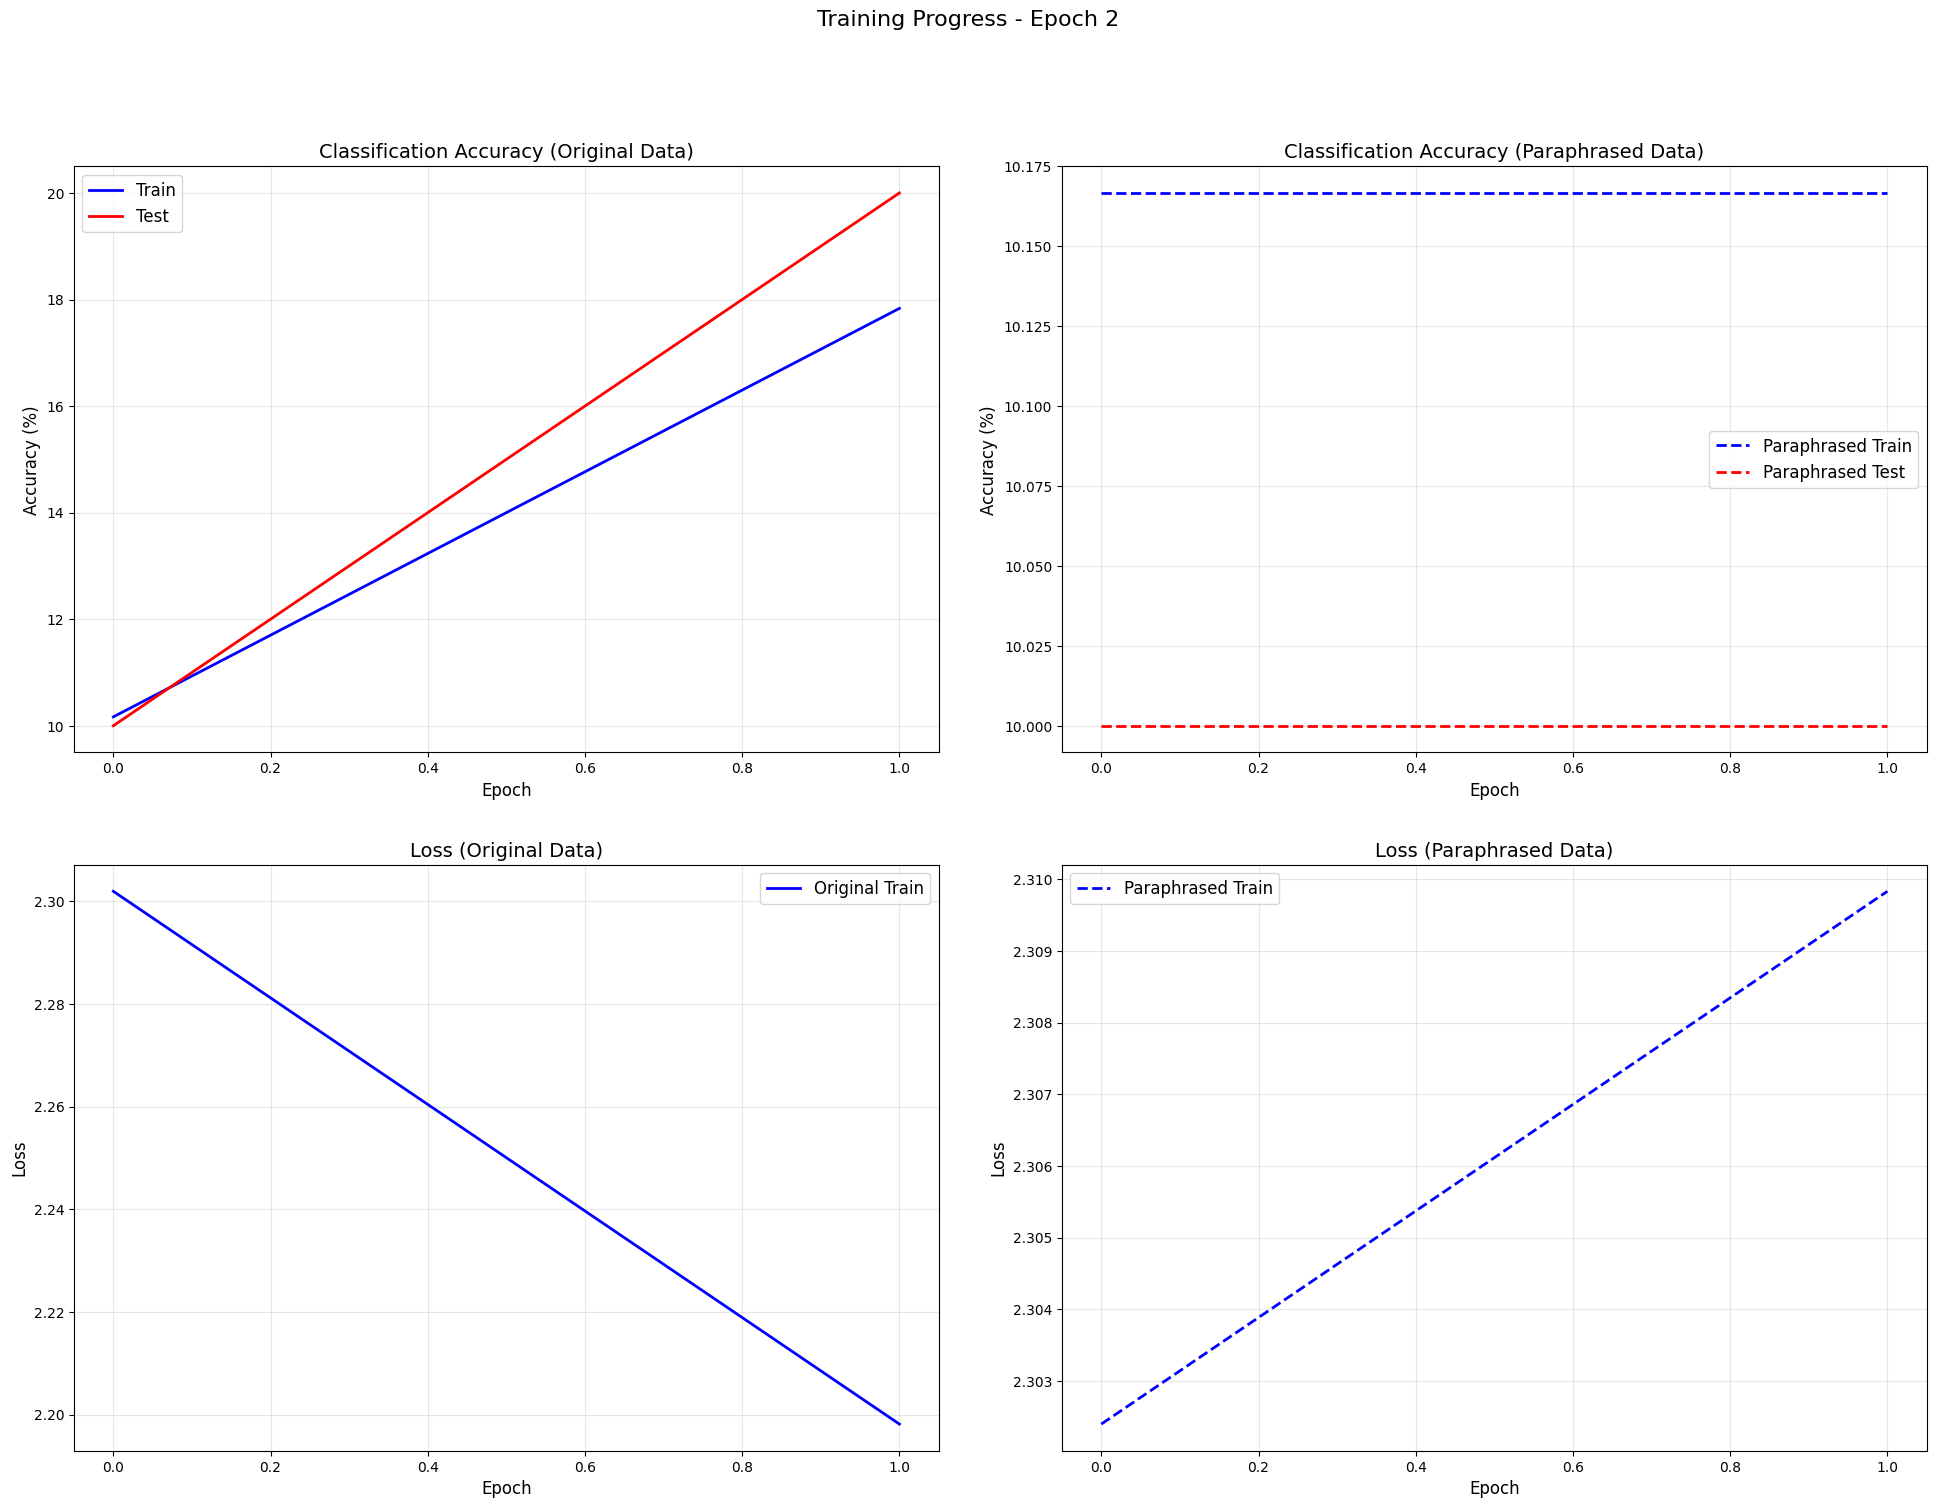 Training Progress - Epoch 2
Classification Accuracy (Original Data)
Train
Test
20
18
16
14
12
10
Accuracy (%)
0.0 0.2 0.4 0.6 0.8 1.0
Epoch
Classification Accuracy (Paraphrased Data)
10.175
10.150
10.125
10.100
10.075
10.050
10.025
10.000
Accuracy (%)
Paraphrased Train
Paraphrased Test
0.0 0.2 0.4 0.6 0.8 1.0
Epoch
Loss (Original Data)
Original Train
2.30
2.28
2.26
2.24
2.22
2.20
Loss
0.0 0.2 0.4 0.6 0.8 1.0
Epoch
Loss (Paraphrased Data)
Paraphrased Train
2.310
2.309
2.308
2.307
2.306
2.305
2.304
2.303
Loss
0.0 0.2 0.4 0.6 0.8 1.0
Epoch